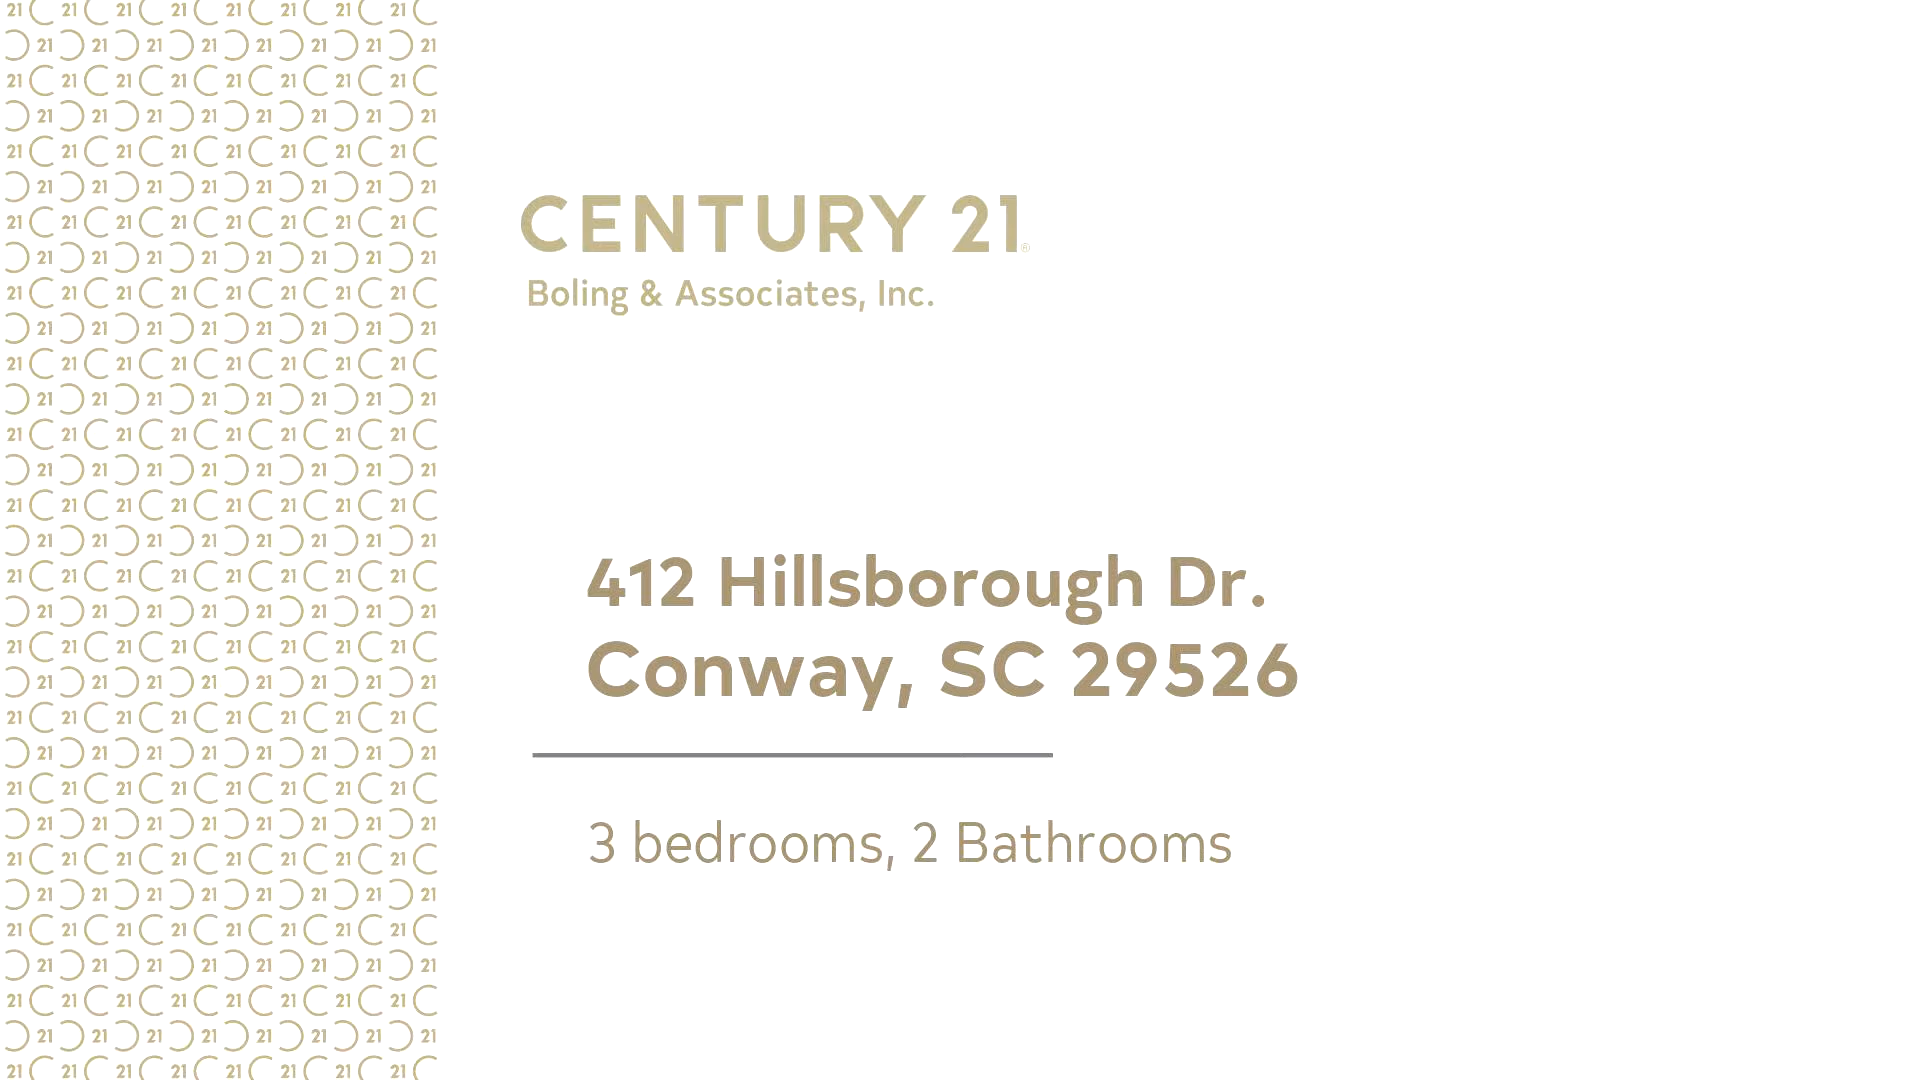 CENTURY 21®
Boling & Associates, Inc.
412 Hillsborough Dr.
Conway, SC 29526
3 bedrooms, 2 Bathrooms